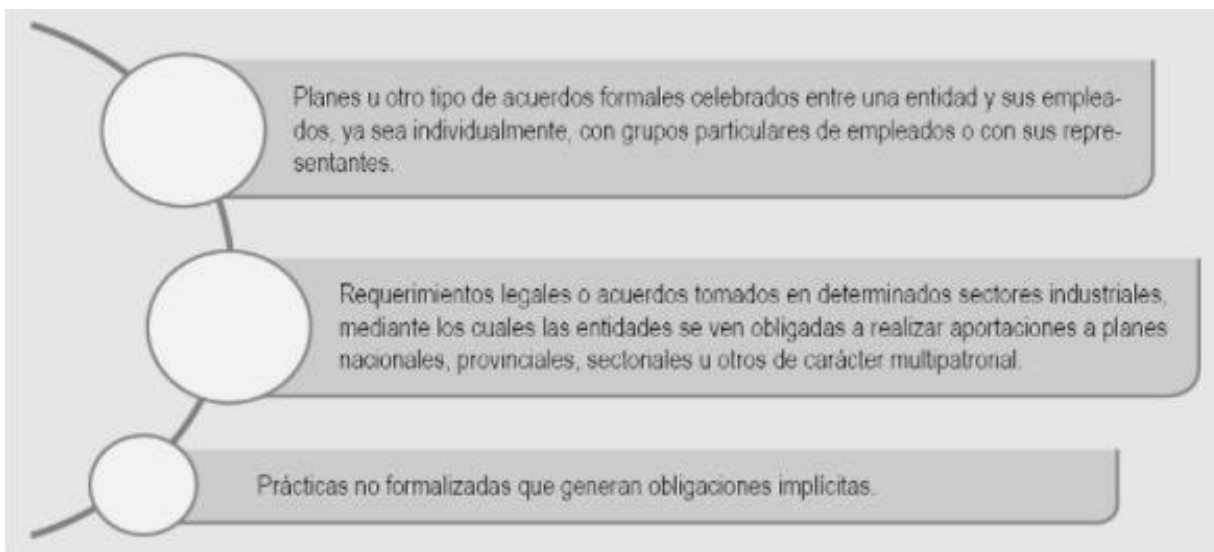 Planes u otro tipo de acuerdos formales celebrados entre una entidad y sus emplea-
dos, ya sea individualmente, con grupos particulares de empleados o con sus repre-
sentantes.
Requerimientos legales o acuerdos tomados en determinados sectores industriales,
mediante los cuales las entidades se ven obligadas a realizar aportaciones a planes
nacionales, provinciales, sectoriales u otros de carácter multipatronal.
Prácticas no formalizadas que generan obligaciones implícitas.